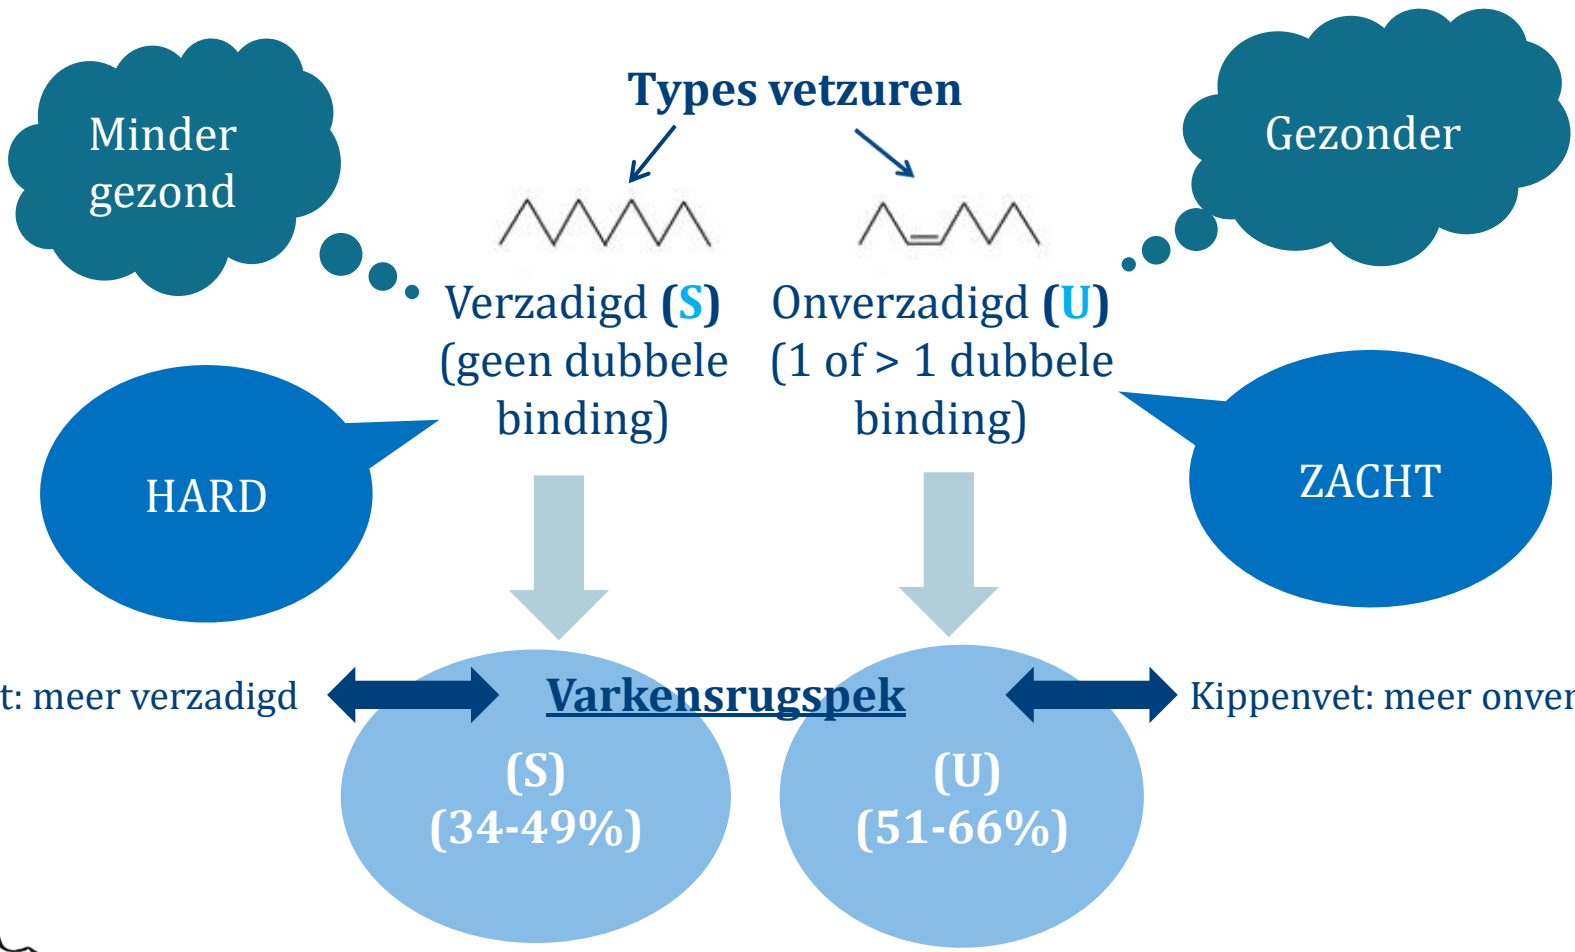 Types vetzuren
Minder
gezond
Gezonder
Verzadigd (S)
(geen dubbele
binding)
Onverzadigd (U)
(1 of > 1 dubbele
binding)
HARD
ZACHT
t: meer verzadigd
Varkensrugspek
Kippenvet: meer onver
(S)
(34-49%)
(U)
(51-66%)